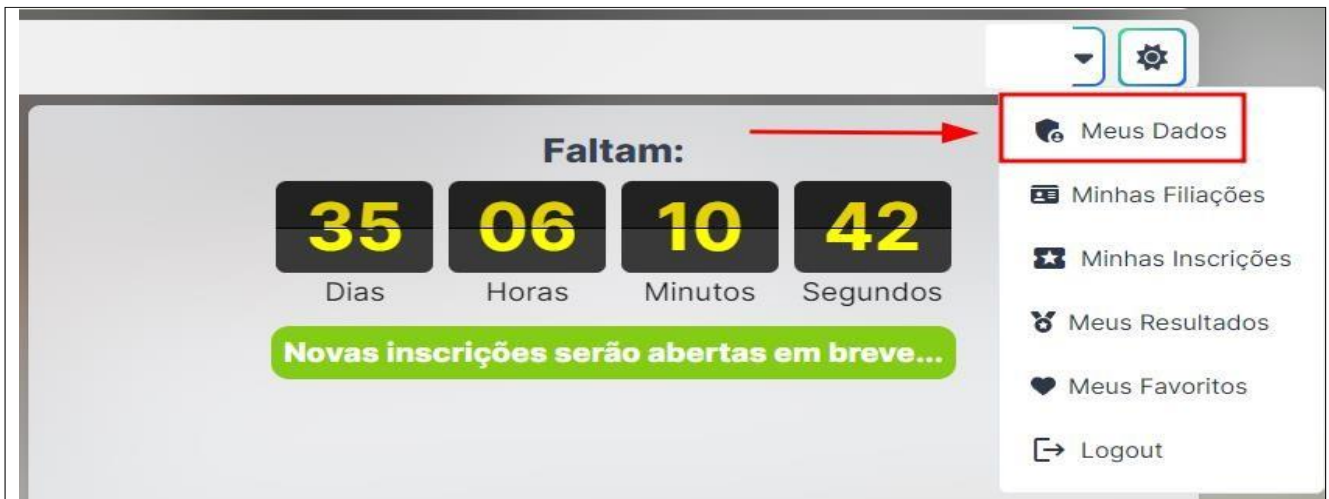 Faltam:
35 06 10 42
Dias Horas Minutos Segundos
Novas inscrições serão abertas em breve...
Meus Dados
Minhas Filiações
Minhas Inscrições
Meus Resultados
Meus Favoritos
Logout